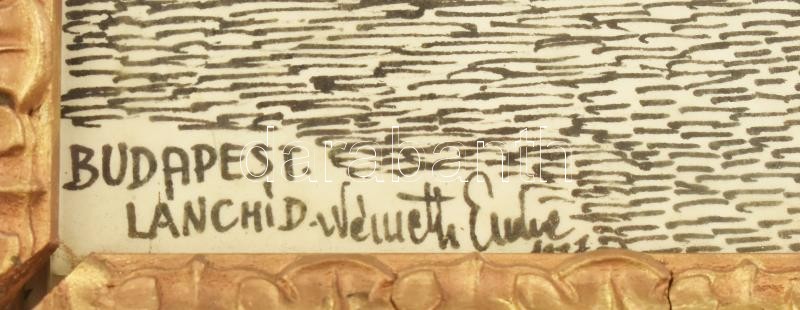 BUDAPEST.
LANCHID. Németh Endre
darabanth